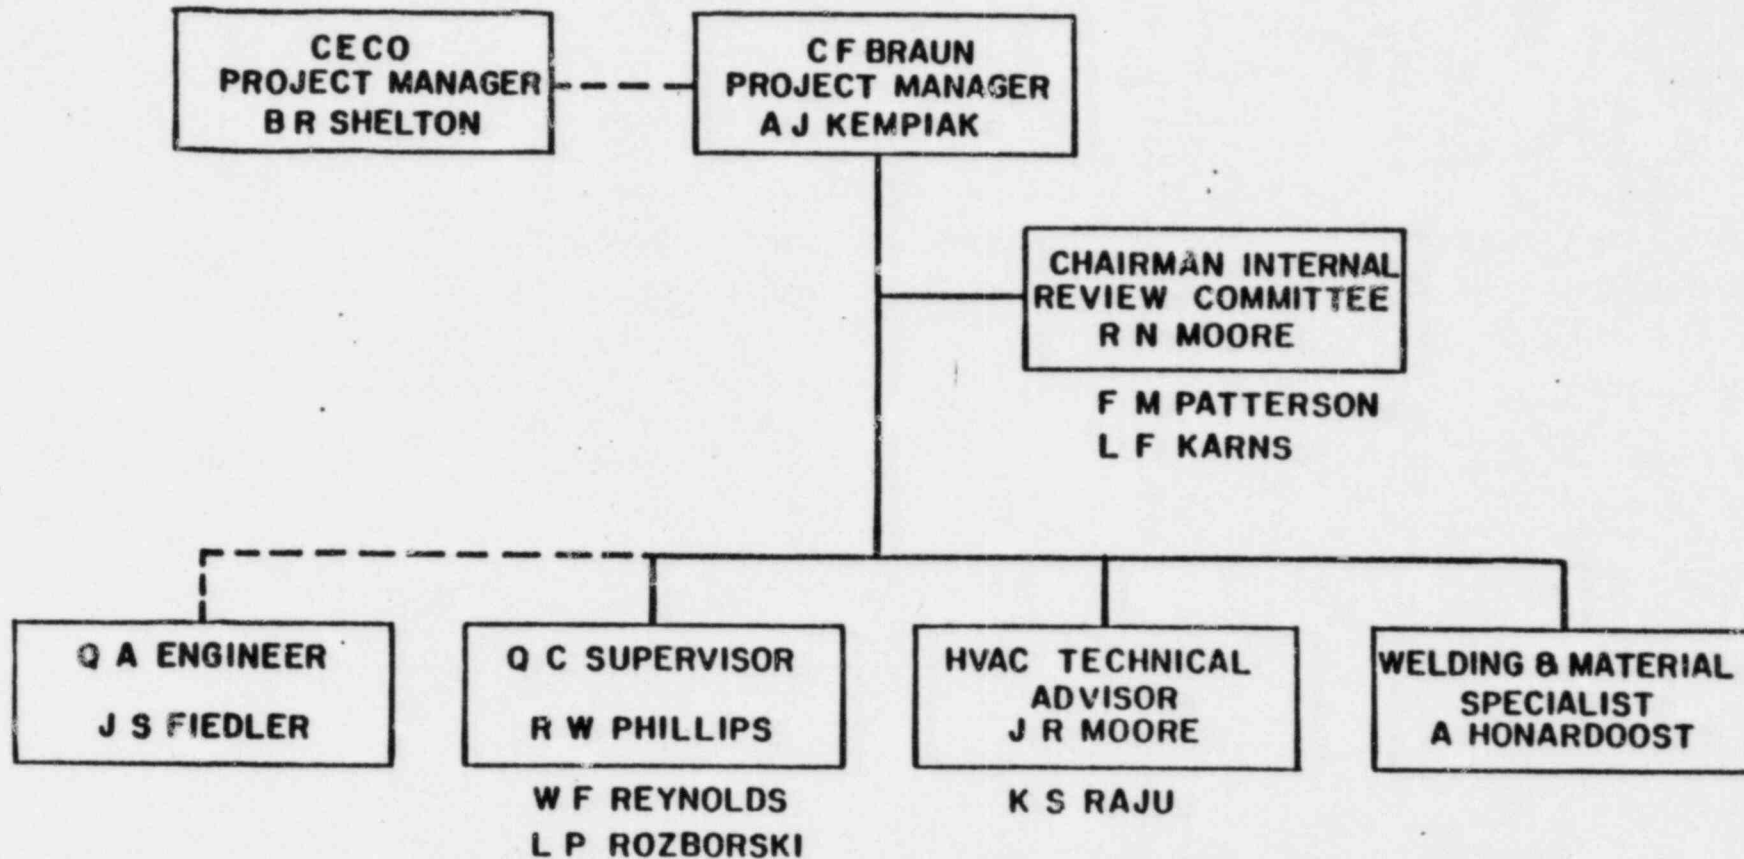 CECO
PROJECT MANAGER
B R SHELTON
C F BRAUN
PROJECT MANAGER
A J KEMPIAK
CHAIRMAN INTERNAL
REVIEW COMMITTEE
R N MOORE
F M PATTERSON
L F KARNS
Q A ENGINEER
J S FIEDLER
Q C SUPERVISOR
R W PHILLIPS
W F REYNOLDS
L P ROZBORSKI
HVAC TECHNICAL
ADVISOR
J R MOORE
K S RAJU
WELDING & MATERIAL
SPECIALIST
A HONARDOOST